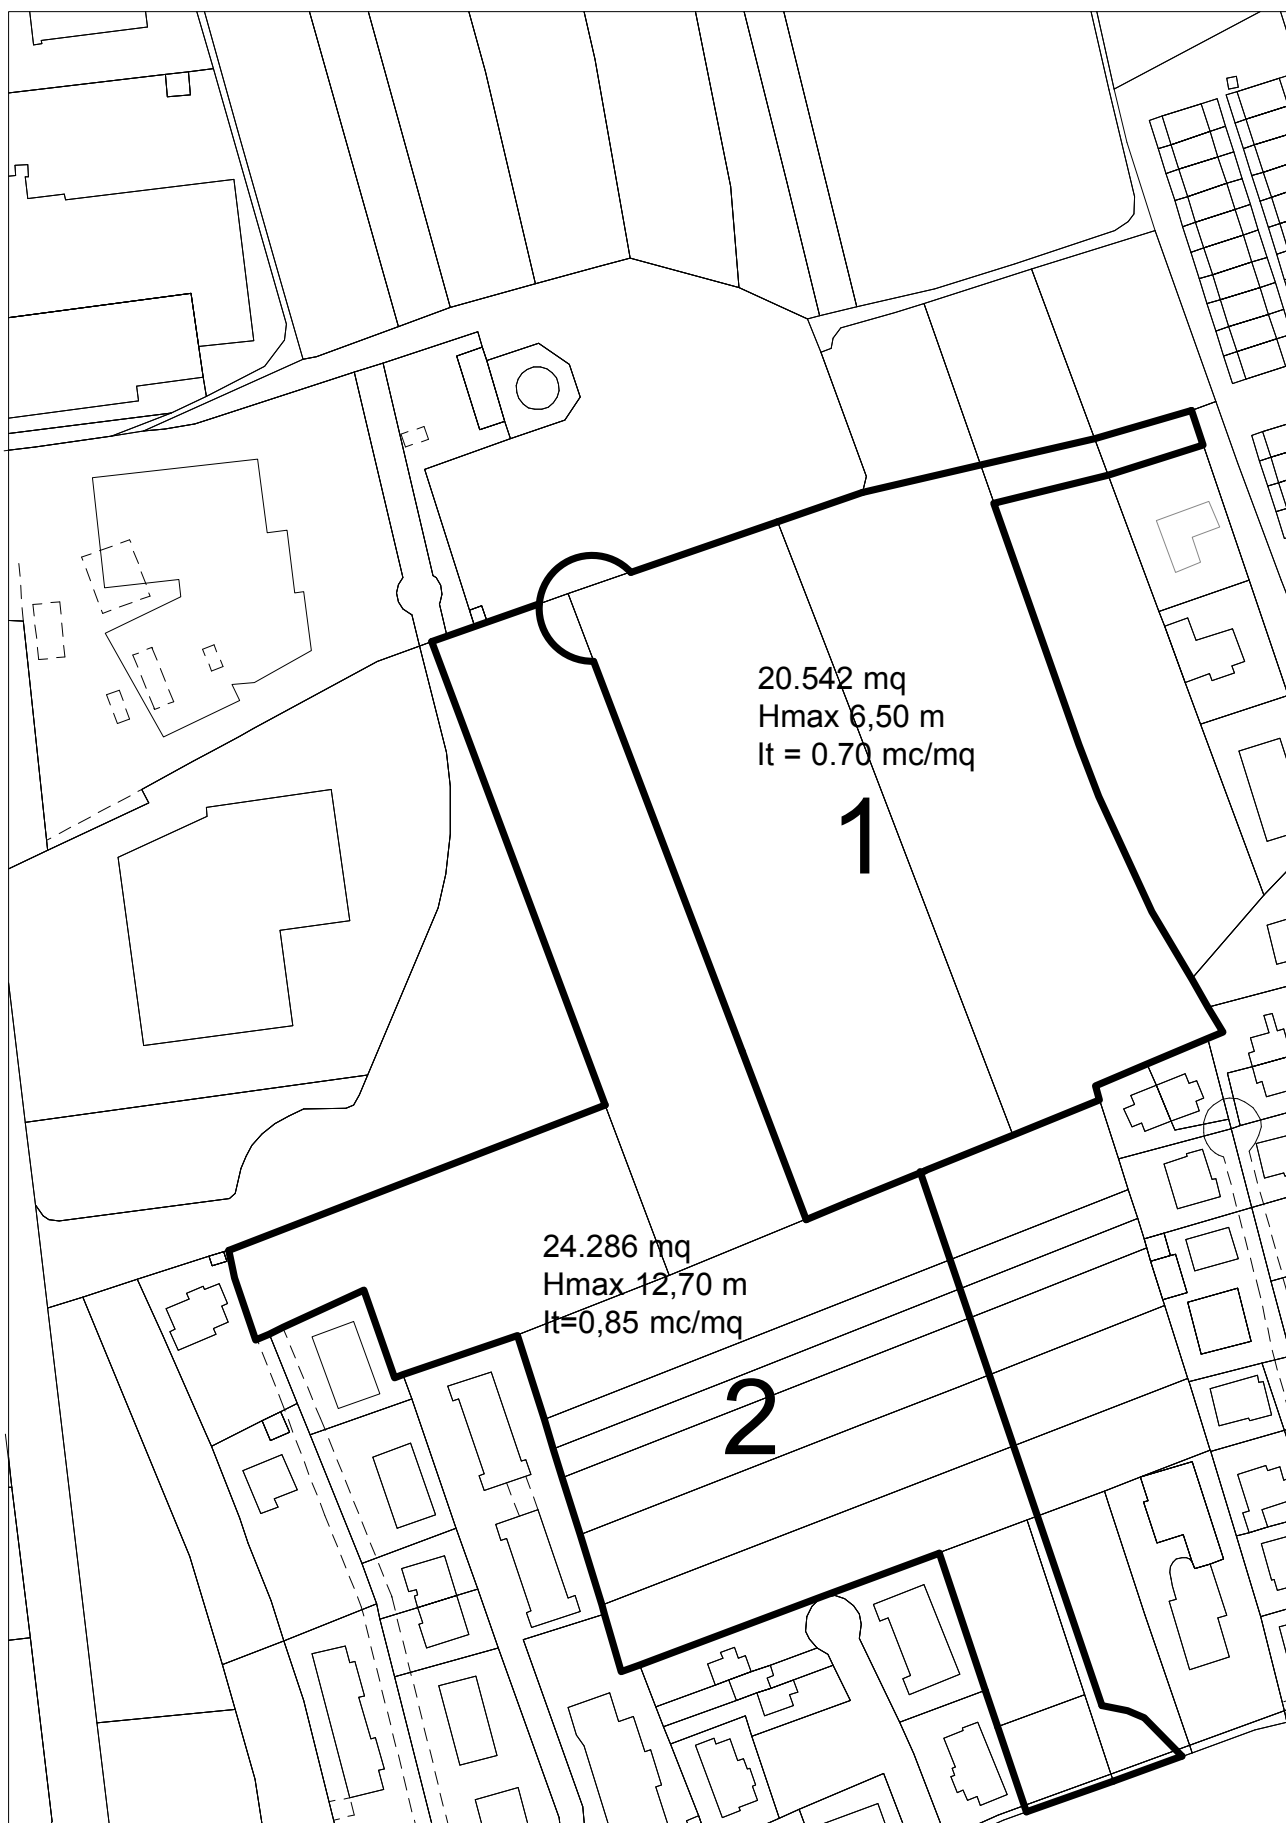 20.542 mq
Hmax 6,50 m
It = 0.70 mc/mq
1
24.286 mq
Hmax 12,70 m
It=0,85 mc/mq
2